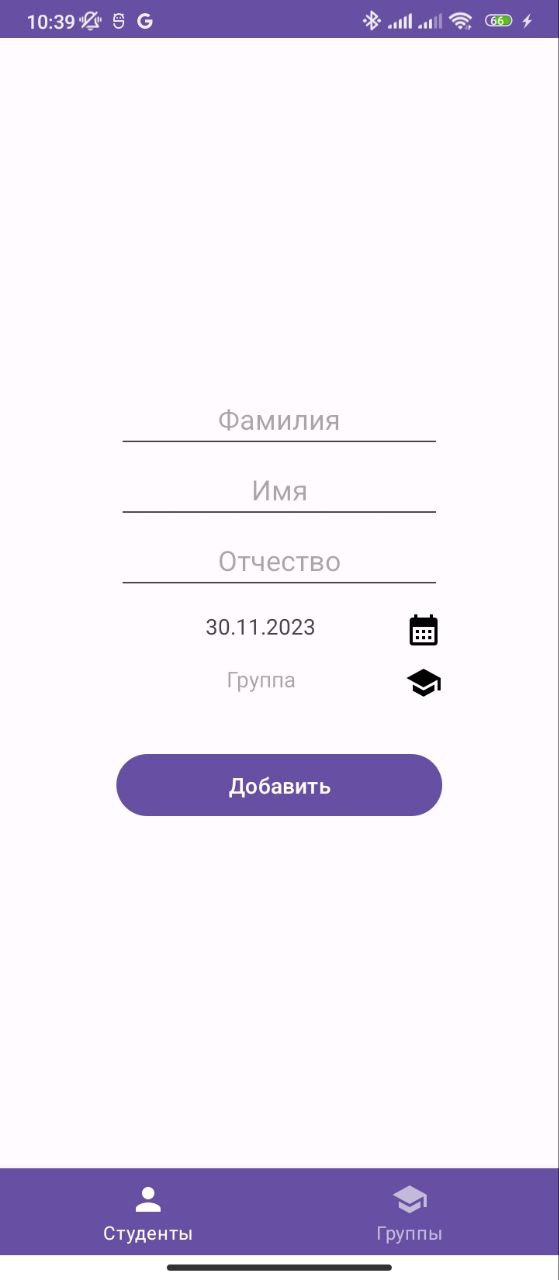 10:39 G 66
Фамилия
Имя
Отчество
30.11.2023
Группа
Добавить
Студенты Группы